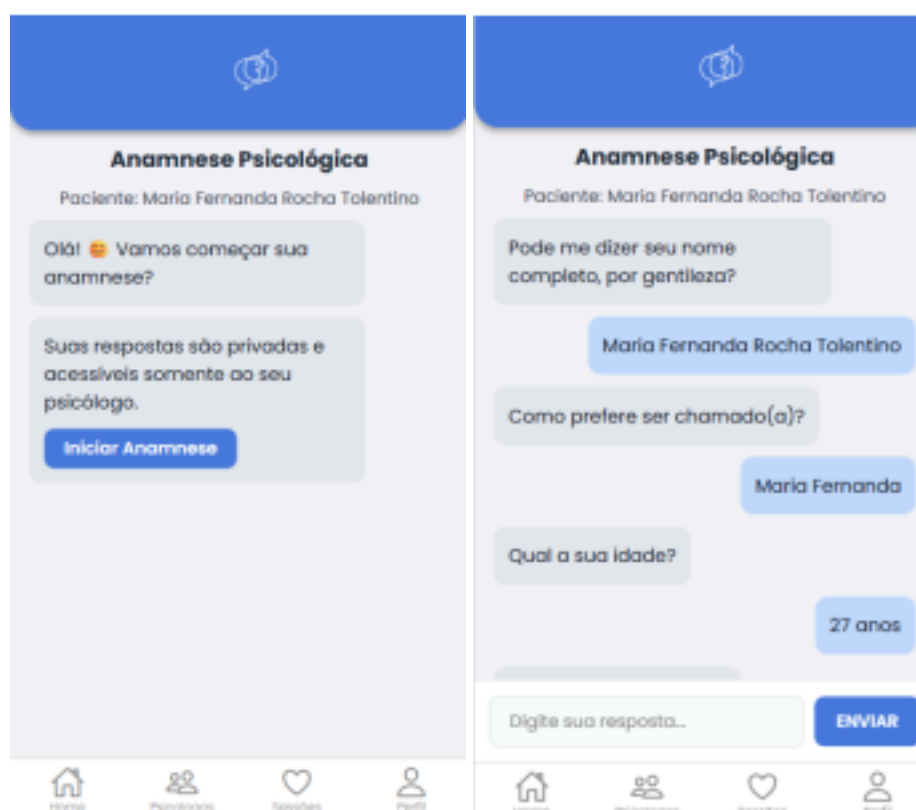 Anamnese Psicológica
Paciente: Maria Fernanda Rocha Tolentino
Olá! 😊 Vamos começar sua
anamnese?
Suas respostas são privadas e
acessíveis somente ao seu
psicólogo.
Iniciar Anamnese
Home
Psicologos
Sessões
Perfil
Anamnese Psicológica
Paciente: Maria Fernanda Rocha Tolentino
Pode me dizer seu nome
completo, por gentileza?
Maria Fernanda Rocha Tolentino
Como prefere ser chamado(a)?
Maria Fernanda
Qual a sua idade?
27 anos
Digite sua resposta...
ENVIAR